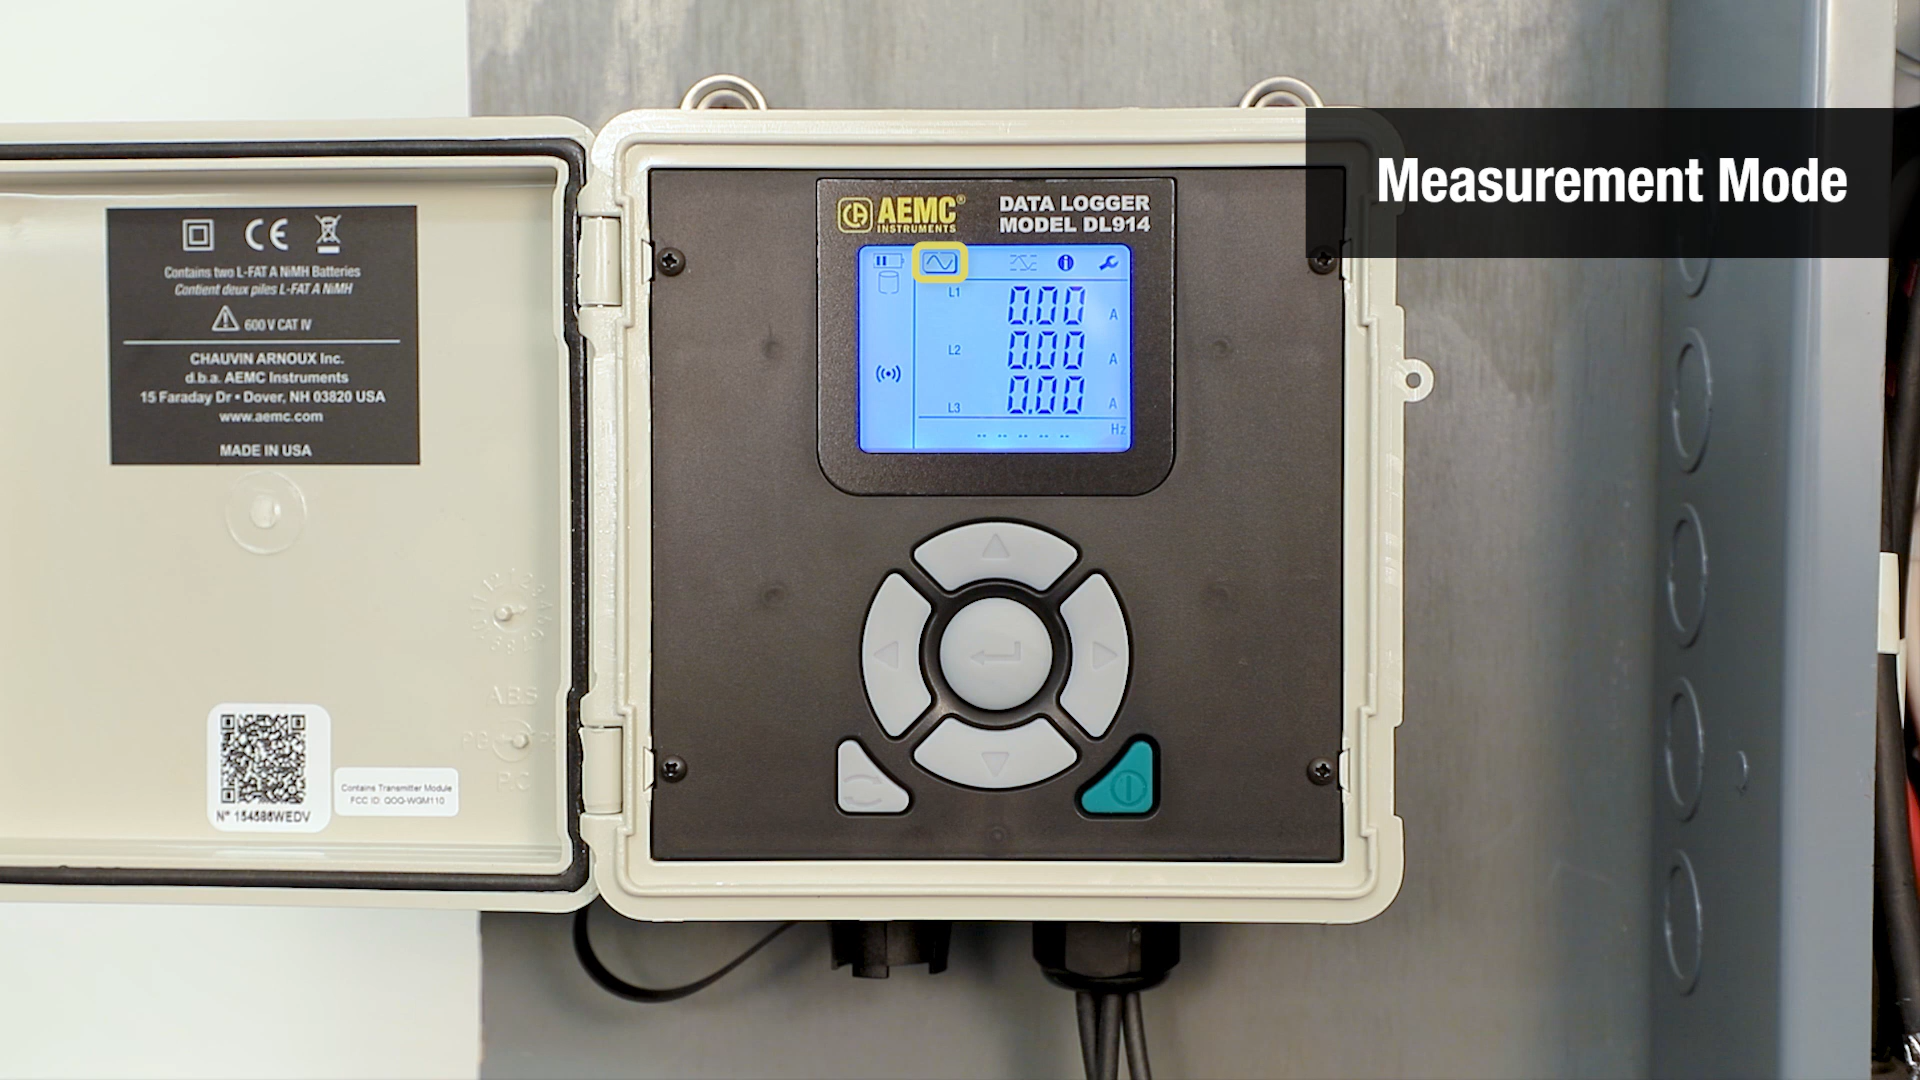 Measurement Mode
AEMC®
INSTRUMENTS
DATA LOGGER
MODEL DL914
L1 0.00 A
L2 0.00 A
L3 0.00 A
-- -- -- -- -- Hz
CE
Contains two L-FAT A NiMH Batteries
Contient deux piles L-FAT A NiMH
600 V CAT IV
CHAUVIN ARNOUX Inc.
d.b.a. AEMC Instruments
15 Faraday Dr • Dover, NH 03820 USA
www.aemc.com
MADE IN USA
ABS
PC
Contains Transmitter Module
FCC ID: QOQ-WGM110
N° 154586WEDV